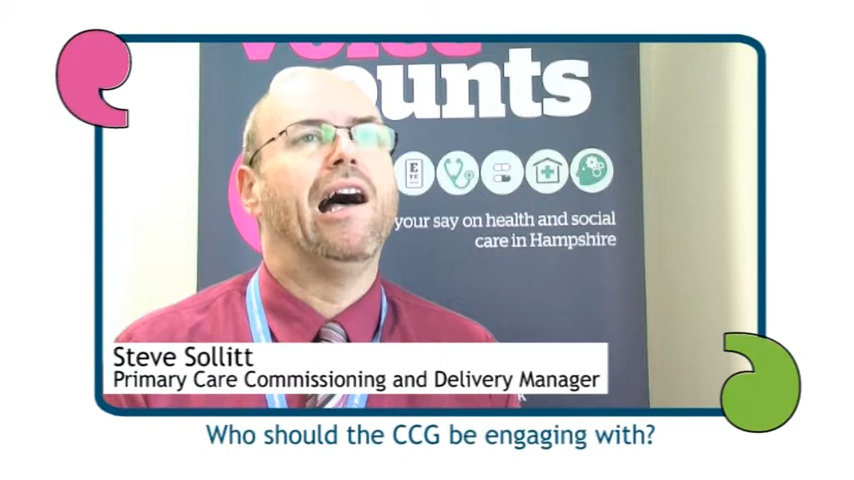 voice
ounts
your say on health and social
care in Hampshire
Steve Sollitt
Primary Care Commissioning and Delivery Manager
Who should the CCG be engaging with?